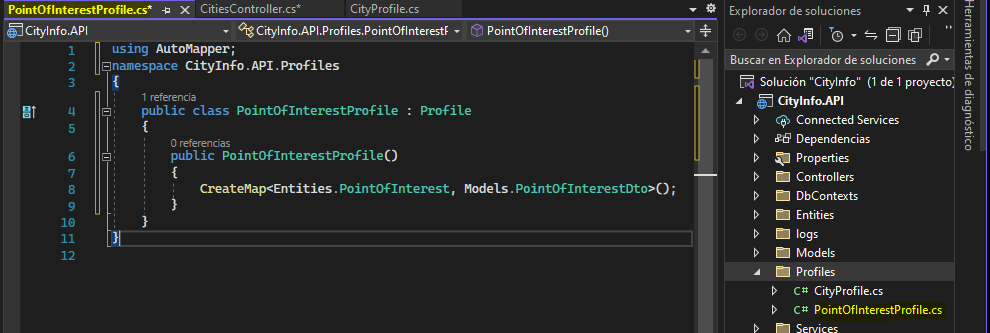 PointOfInterestProfile.cs*
CitiesController.cs*
CityProfile.cs
CityInfo.API
CityInfo.API.Profiles.PointOfInterestP
PointOfInterestProfile()
1 using AutoMapper;
2 namespace CityInfo.API.Profiles
3 {
1 referencia
4 public class PointOfInterestProfile : Profile
5 {
0 referencias
6 public PointOfInterestProfile()
7 {
8 CreateMap<Entities.PointOfInterest, Models.PointOfInterestDto>();
9 }
10 }
11 }
12
Explorador de soluciones
Buscar en Explorador de soluciones
Solución "CityInfo" (1 de 1 proyecto)
CityInfo.API
Connected Services
Dependencias
Properties
Controllers
DbContexts
Entities
logs
Models
Profiles
C# CityProfile.cs
C# PointOfInterestProfile.cs
Services
Herramientas de diagnóstico